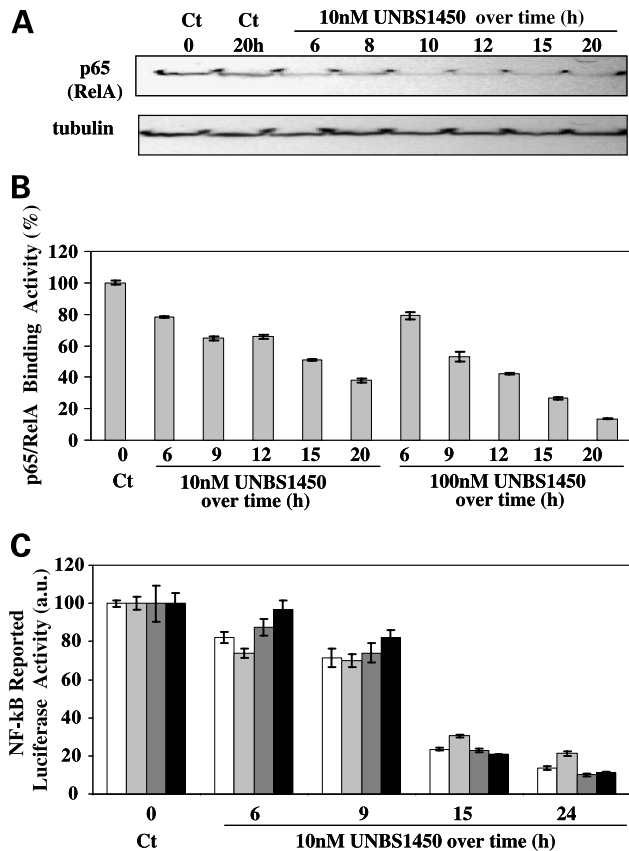 A
Ct Ct 10nM UNBS1450 over time (h)
0 20h 6 8 10 12 15 20
p65
(RelA)
tubulin
B
p65/RelA Binding Activity (%)
120
100
80
60
40
20
0
0 6 9 12 15 20 6 9 12 15 20
Ct 10nM UNBS1450 100nM UNBS1450
over time (h) over time (h)
C
NF-kB Reported
Luciferase Activity (a.u.)
120
100
80
60
40
20
0
0 6 9 15 24
Ct 10nM UNBS1450 over time (h)